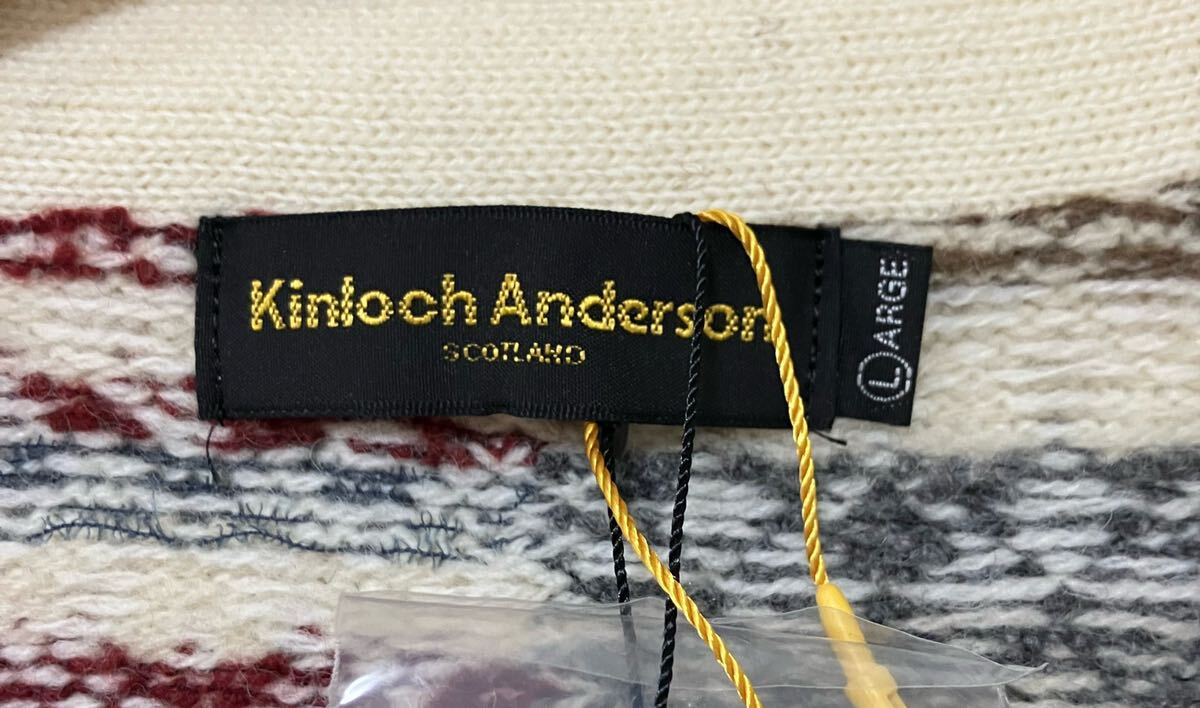 Kinloch Anderson
SCOTLAND
LARGE